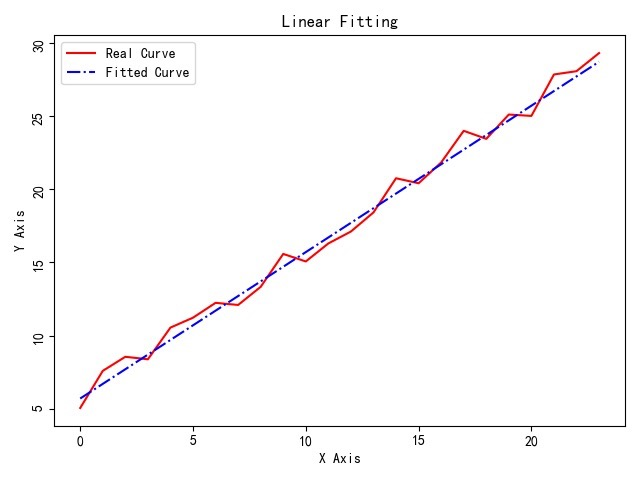 Linear Fitting
Real Curve
Fitted Curve
30
25
20
15
10
5
Y Axis
0 5 10 15 20
X Axis